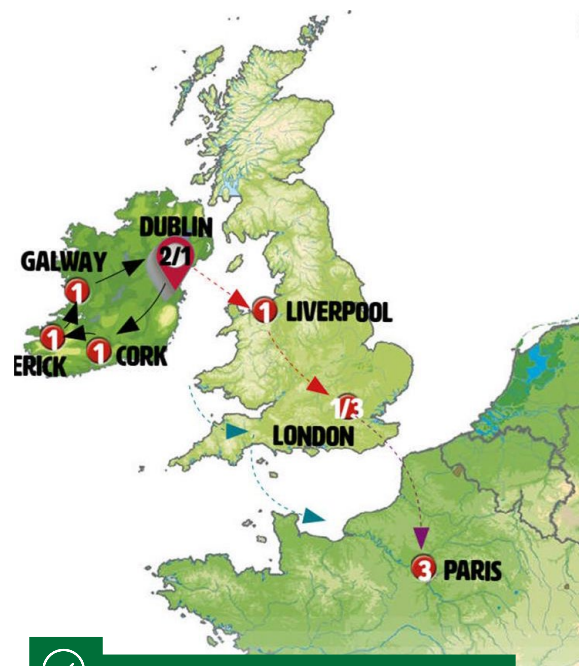 DUBLIN
2/1
GALWAY
1
1
LIVERPOOL
1
1
CORK
ERICK
1/3
LONDON
3
PARIS